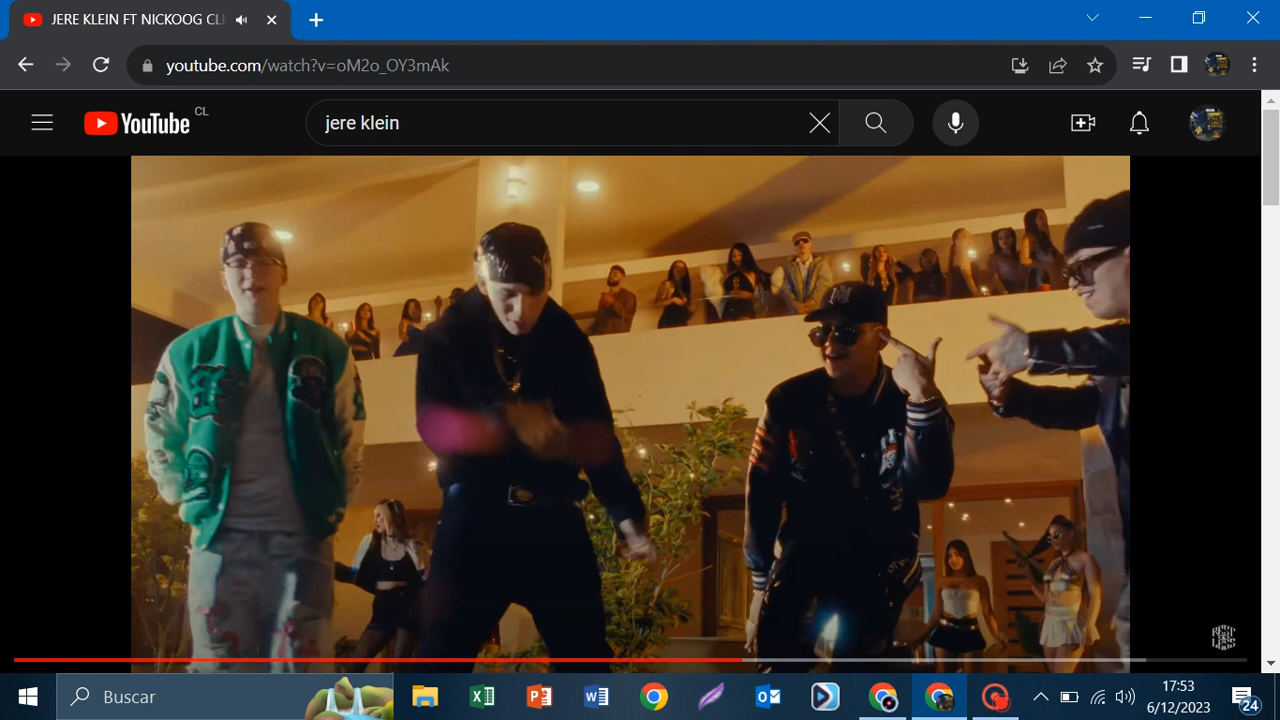 JERE KLEIN FT NICKOOG CL
youtube.com/watch?v=oM2o_OY3mAk
YouTube CL
jere klein
Buscar
17:53
6/12/2023
24